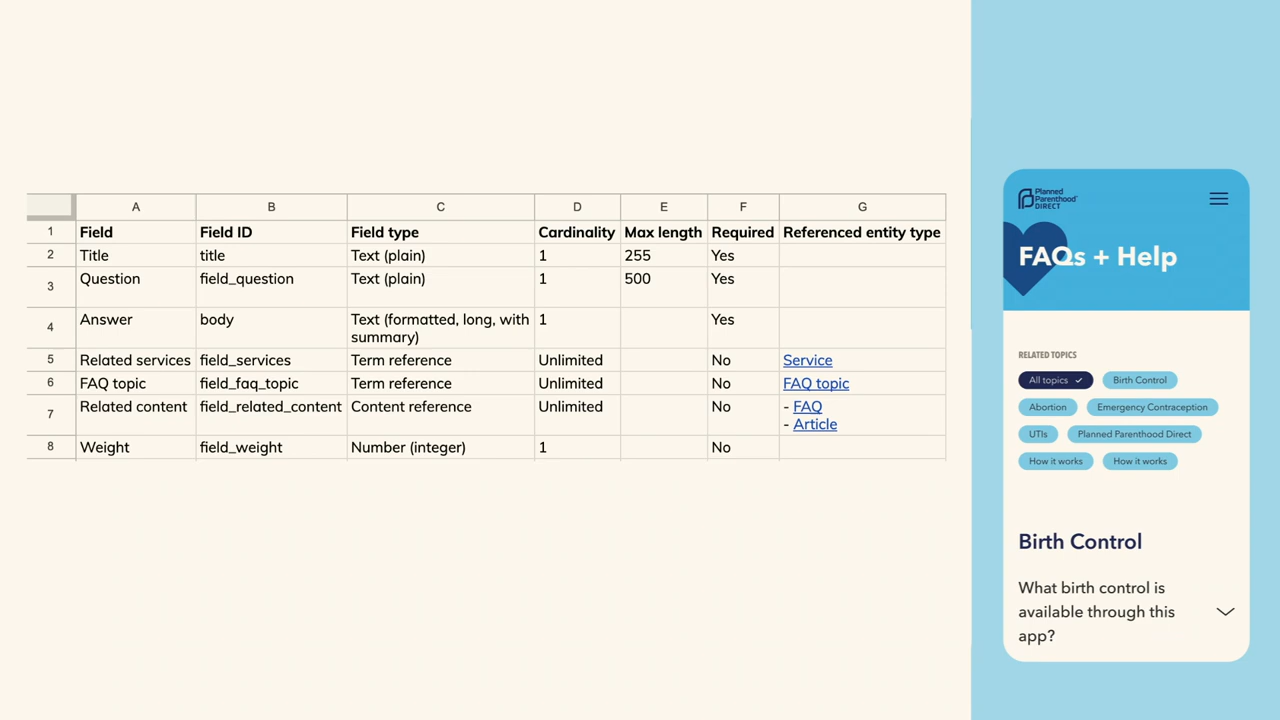 A B C D E F G
1 Field Field ID Field type Cardinality Max length Required Referenced entity type
2 Title title Text (plain) 1 255 Yes
3 Question field_question Text (plain) 1 500 Yes
4 Answer body Text (formatted, long, with 1 Yes
summary)
5 Related services field_services Term reference Unlimited No Service
6 FAQ topic field_faq_topic Term reference Unlimited No FAQ topic
7 Related content field_related_content Content reference Unlimited No - FAQ
- Article
8 Weight field_weight Number (integer) 1 No
Planned
Parenthood®
DIRECT
FAQs + Help
RELATED TOPICS
All topics Birth Control
Abortion Emergency Contraception
UTIs Planned Parenthood Direct
How it works How it works
Birth Control
What birth control is
available through this
app?